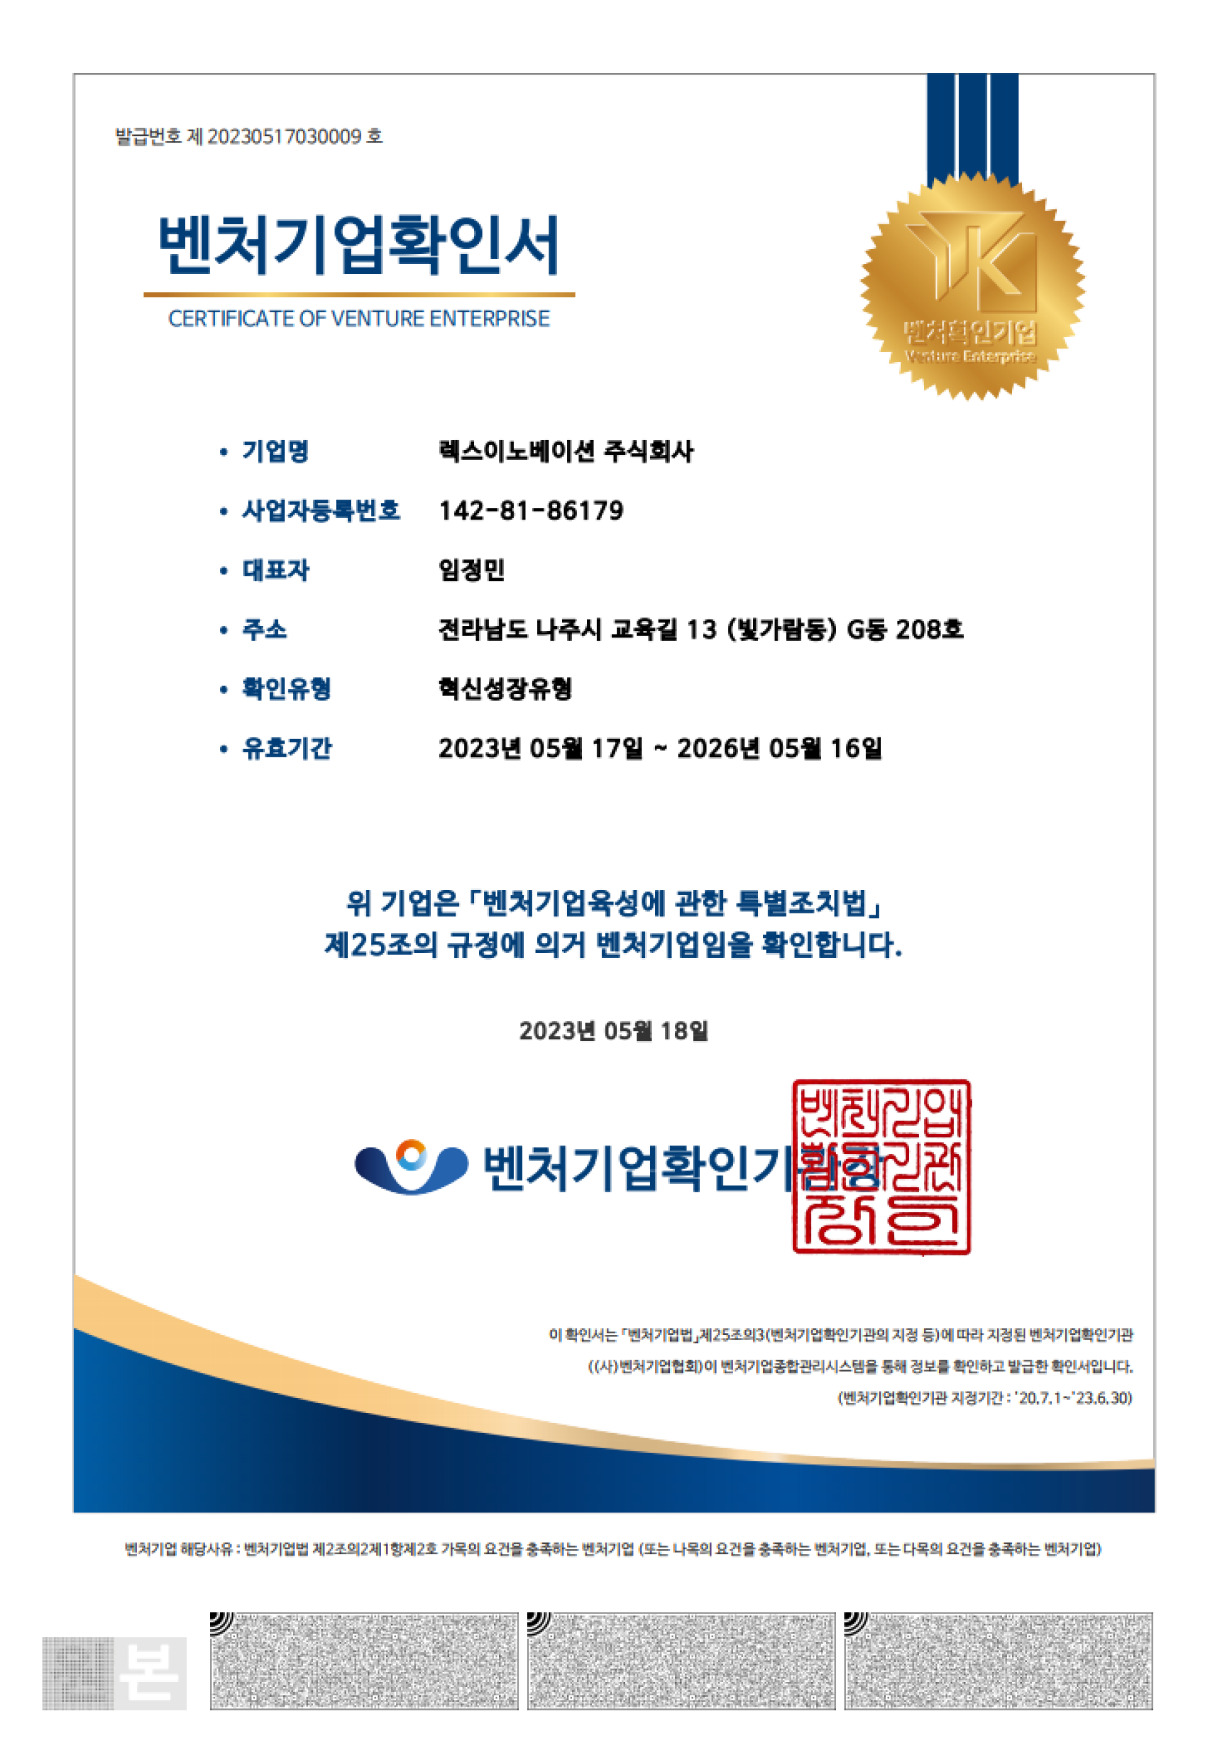 발급번호 제 20230517030009 호
벤처기업확인서
CERTIFICATE OF VENTURE ENTERPRISE
벤처확인기업
Venture Enterprise
• 기업명 렉스이노베이션 주식회사
• 사업자등록번호 142-81-86179
• 대표자 임정민
• 주소 전라남도 나주시 교육길 13 (빛가람동) G동 208호
• 확인유형 혁신성장유형
• 유효기간 2023년 05월 17일 ~ 2026년 05월 16일
위 기업은 「벤처기업육성에 관한 특별조치법」
제25조의 규정에 의거 벤처기업임을 확인합니다.
2023년 05월 18일
벤처기업확인기관장
이 확인서는 「벤처기업법」제25조의3(벤처기업확인기관의 지정 등)에 따라 지정된 벤처기업확인기관
((사)벤처기업협회)이 벤처기업종합관리시스템을 통해 정보를 확인하고 발급한 확인서입니다.
(벤처기업확인기관 지정기간 : '20.7.1~'23.6.30)
벤처기업 해당사유 : 벤처기업법 제2조의2제1항제2호 가목의 요건을 충족하는 벤처기업 (또는 나목의 요건을 충족하는 벤처기업, 또는 다목의 요건을 충족하는 벤처기업)
본